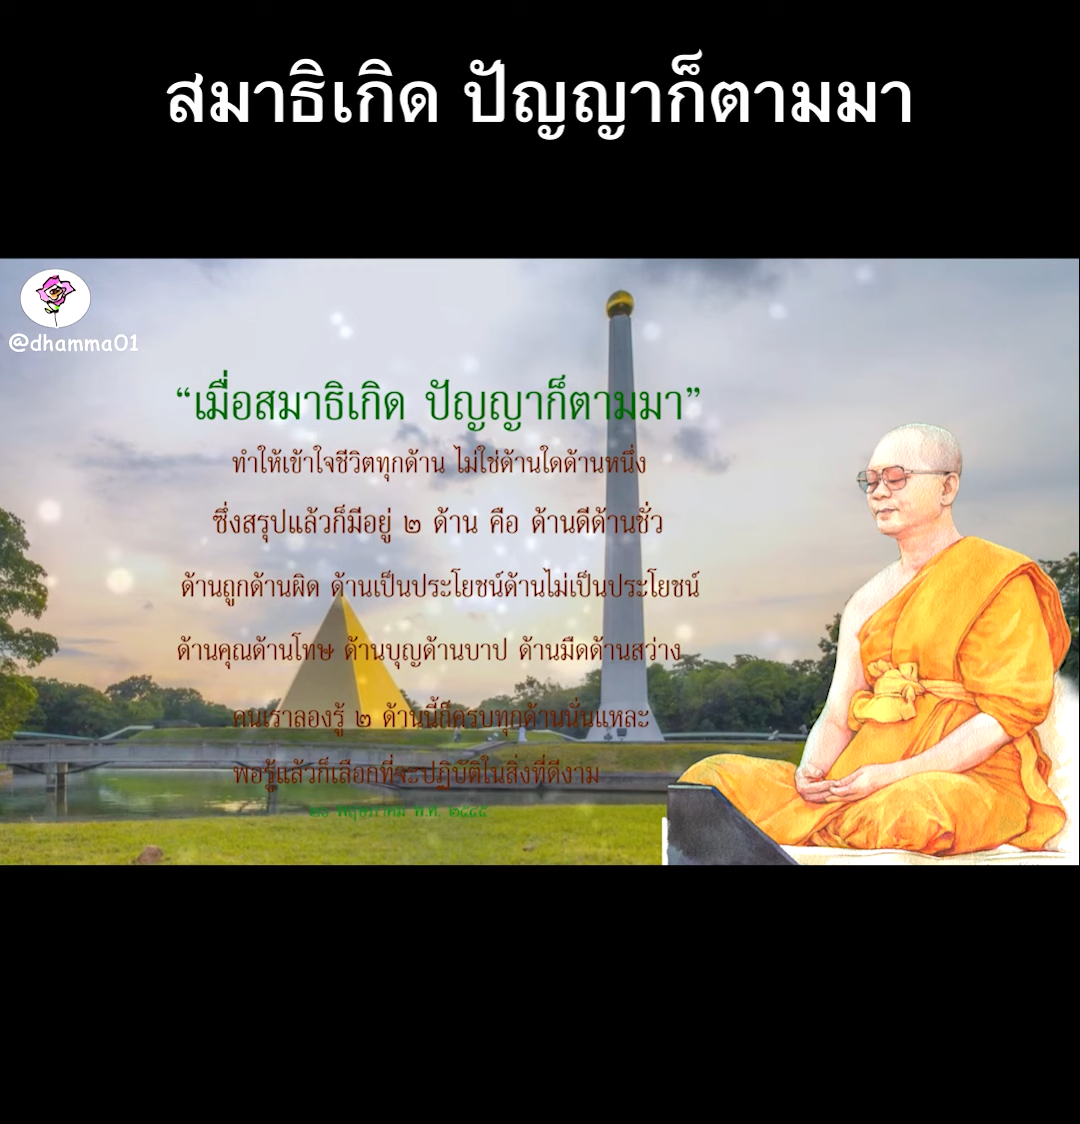 สมาธิเกิด ปัญญาก็ตามมา
@dhamma01
“เมื่อสมาธิเกิด ปัญญาก็ตามมา”
ทำให้เข้าใจชีวิตทุกด้าน ไม่ใช่ด้านใดด้านหนึ่ง
ซึ่งสรุปแล้วก็มีอยู่ ๒ ด้าน คือ ด้านดีด้านชั่ว
ด้านถูกด้านผิด ด้านเป็นประโยชน์ด้านไม่เป็นประโยชน์
ด้านคุณด้านโทษ ด้านบุญด้านบาป ด้านมืดด้านสว่าง
คนเราลองรู้ ๒ ด้านนี้ก็ครบทุกด้านนั่นแหละ
พอรู้แล้วก็เลือกที่จะปฏิบัติในสิ่งที่ดีงาม
พฤษภาคม พ.ศ.